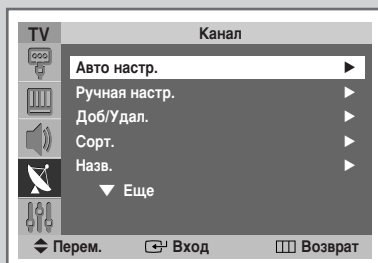 TV Канал
Авто настр.
Ручная настр.
Доб/Удал.
Сорт.
Назв.
Еще
Перем. Вход Возврат